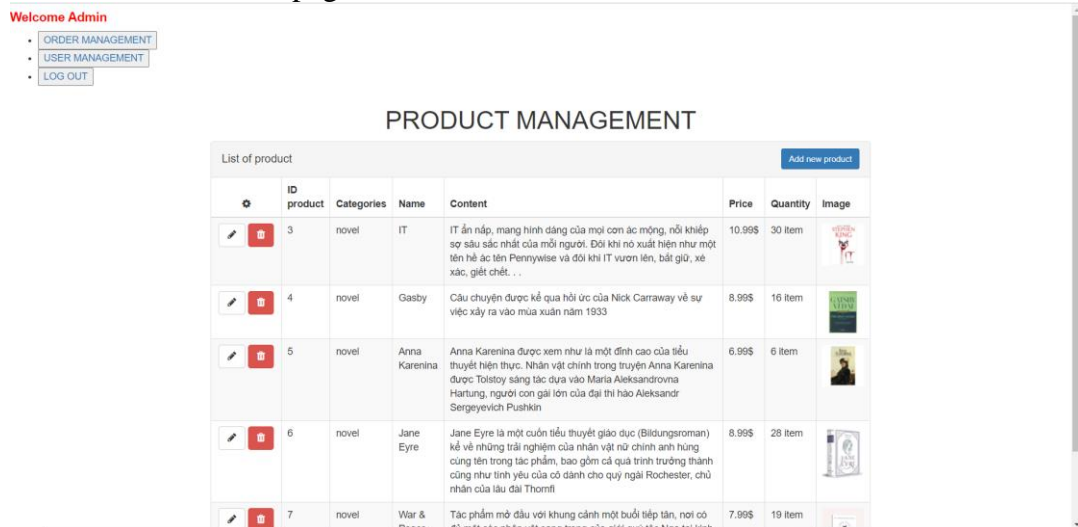 Welcome Admin
ORDER MANAGEMENT
USER MANAGEMENT
LOG OUT
PRODUCT MANAGEMENT
List of product
Add new product
ID
product
Categories
Name
Content
Price
Quantity
Image
3
novel
IT
IT ẩn nấp, mang hình dáng của mọi cơn ác mộng, nỗi khiếp
sợ sâu sắc nhất của mỗi người. Đôi khi nó xuất hiện như một
tên hề ác tên Pennywise và đôi khi IT vươn lên, bắt giữ, xé
xác, giết chết. . .
10.99$
30 item
STEPHEN
KING
IT
4
novel
Gasby
Câu chuyện được kể qua hồi ức của Nick Carraway về sự
việc xảy ra vào mùa xuân năm 1933
8.99$
16 item
GATSBY
VĨ ĐẠI
5
novel
Anna
Karenina
Anna Karenina được xem như là một đỉnh cao của tiểu
thuyết hiện thực. Nhân vật chính trong truyện Anna Karenina
được Tolstoy sáng tác dựa vào Maria Aleksandrovna
Hartung, người con gái lớn của đại thi hào Aleksandr
Sergeyevich Pushkin
6.99$
6 item
6
novel
Jane
Eyre
Jane Eyre là một cuốn tiểu thuyết giáo dục (Bildungsroman)
kể về những trải nghiệm của nhân vật nữ chính anh hùng
cùng tên trong tác phẩm, bao gồm cả quá trình trưởng thành
cũng như tình yêu của cô dành cho quý ngài Rochester, chủ
nhân của lâu đài Thornfi
8.99$
28 item
JANE
EYRE
7
novel
War &
Tác phẩm mở đầu với khung cảnh một buổi tiếp tân, nơi có
7.99$
19 item